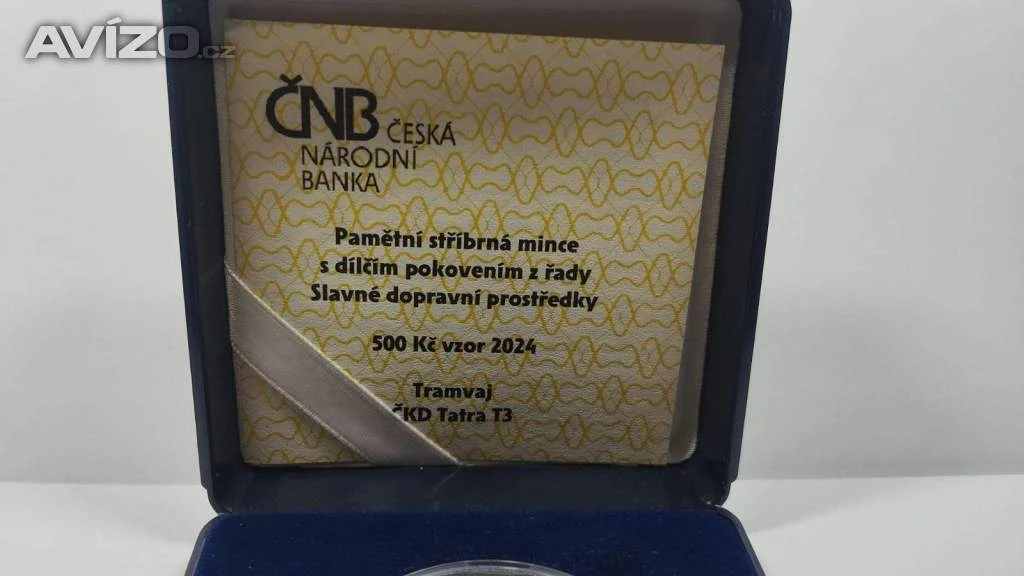 AVÍZO.cz
ČNB ČESKÁ
NÁRODNÍ
BANKA
Pamětní stříbrná mince
s dílčím pokovením z řady
Slavné dopravní prostředky
500 Kč vzor 2024
Tramvaj
ČKD Tatra T3